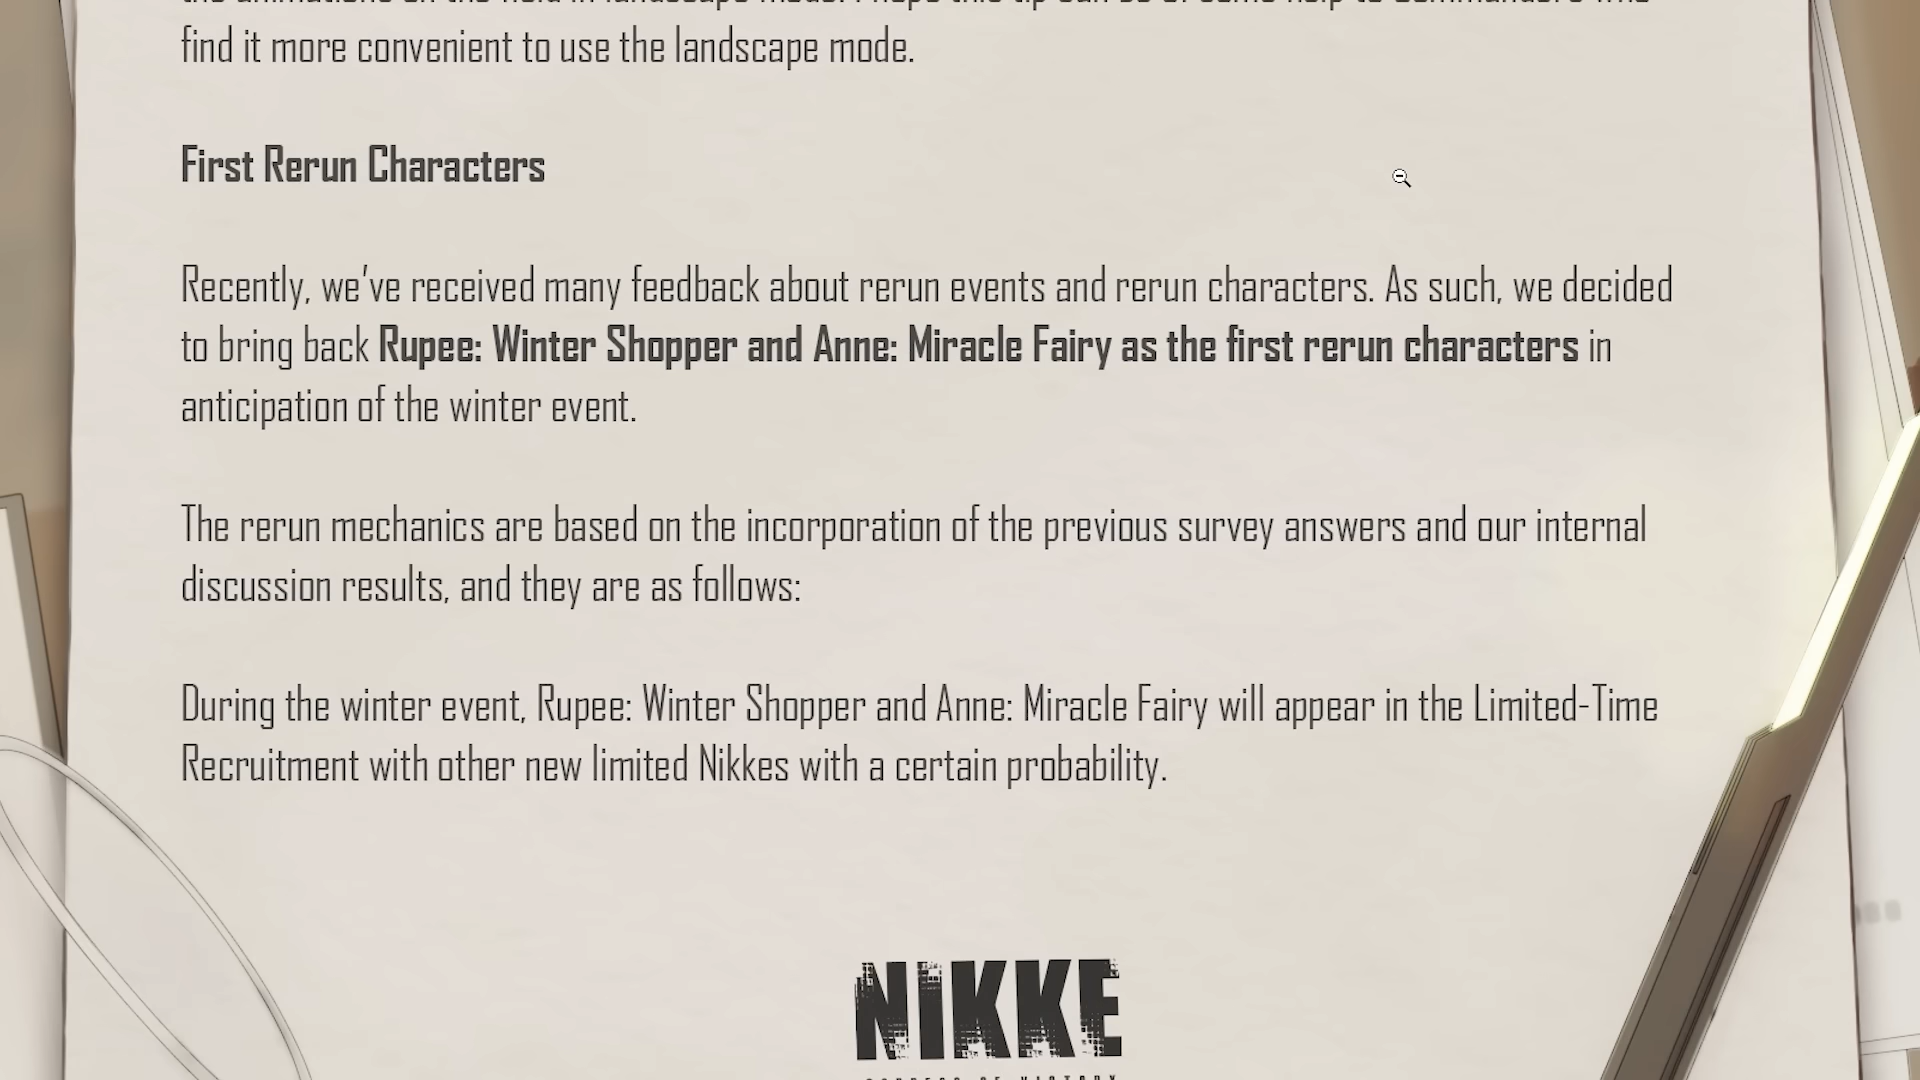 find it more convenient to use the landscape mode.
First Rerun Characters
Recently, we've received many feedback about rerun events and rerun characters. As such, we decided
to bring back Rupee: Winter Shopper and Anne: Miracle Fairy as the first rerun characters in
anticipation of the winter event.
The rerun mechanics are based on the incorporation of the previous survey answers and our internal
discussion results, and they are as follows:
During the winter event, Rupee: Winter Shopper and Anne: Miracle Fairy will appear in the Limited-Time
Recruitment with other new limited Nikkes with a certain probability.
NIKKE